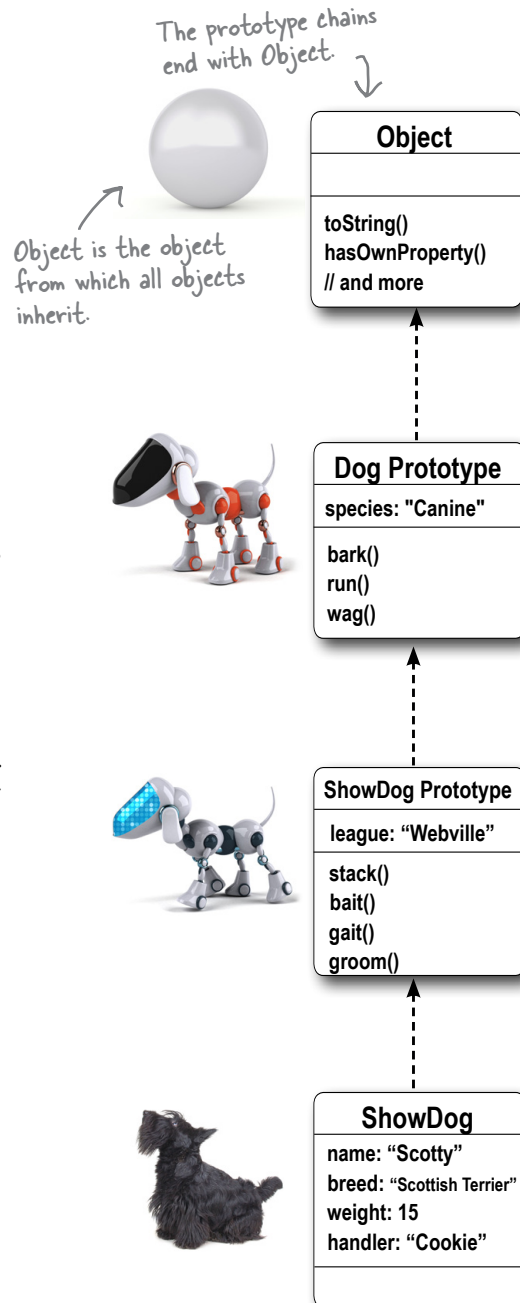 The prototype chains
end with Object.
Object
toString()
hasOwnProperty()
// and more
Object is the object
from which all objects
inherit.
Dog Prototype
species: "Canine"
bark()
run()
wag()
ShowDog Prototype
league: “Webville”
stack()
bait()
gait()
groom()
ShowDog
name: “Scotty”
breed: “Scottish Terrier”
weight: 15
handler: “Cookie”